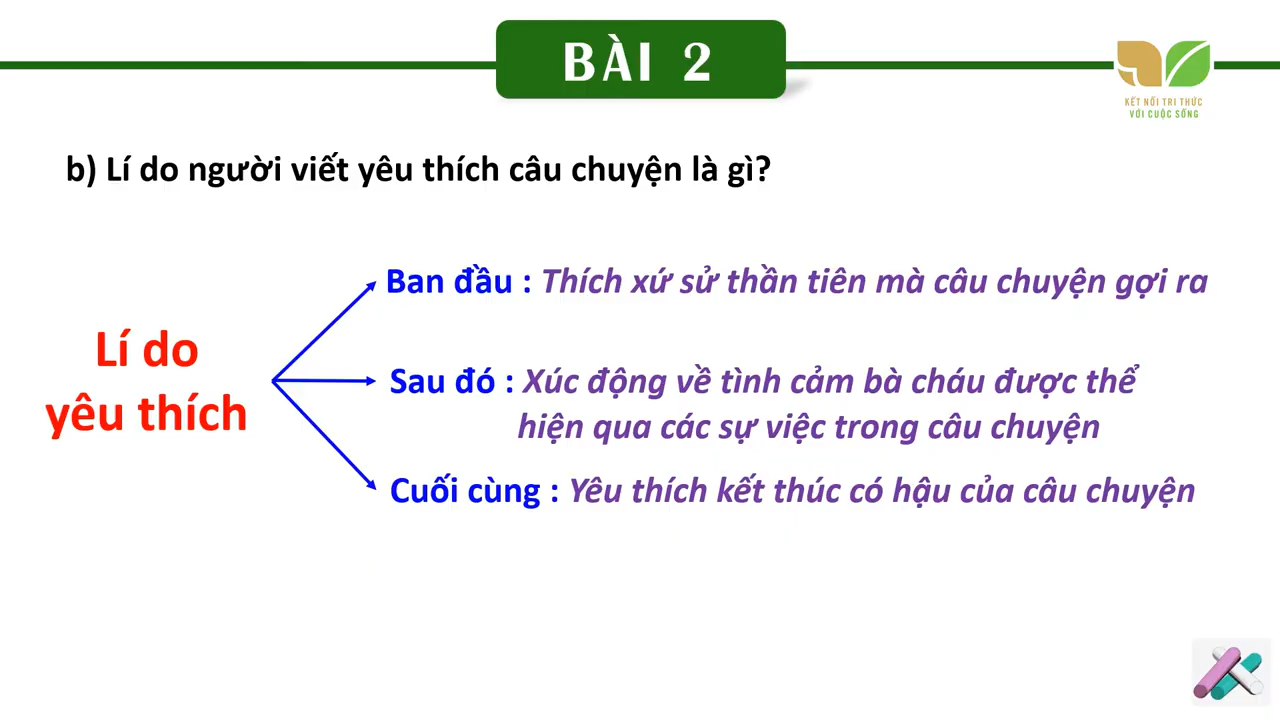 BÀI 2
KẾT NỐI TRI THỨC
VỚI CUỘC SỐNG
b) Lí do người viết yêu thích câu chuyện là gì?
Lí do
yêu thích
Ban đầu : Thích xứ sử thần tiên mà câu chuyện gợi ra
Sau đó : Xúc động về tình cảm bà cháu được thể
hiện qua các sự việc trong câu chuyện
Cuối cùng : Yêu thích kết thúc có hậu của câu chuyện